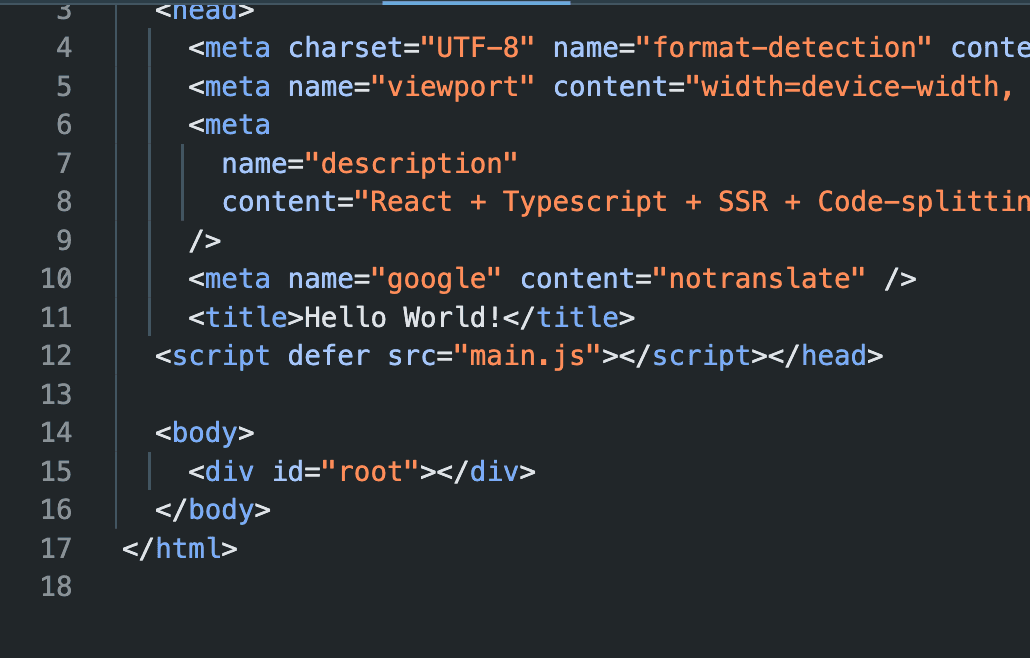 3 <head>
4 <meta charset="UTF-8" name="format-detection" conte
5 <meta name="viewport" content="width=device-width,
6 <meta
7 name="description"
8 content="React + Typescript + SSR + Code-splittin
9 />
10 <meta name="google" content="notranslate" />
11 <title>Hello World!</title>
12 <script defer src="main.js"></script></head>
13
14 <body>
15 <div id="root"></div>
16 </body>
17 </html>
18